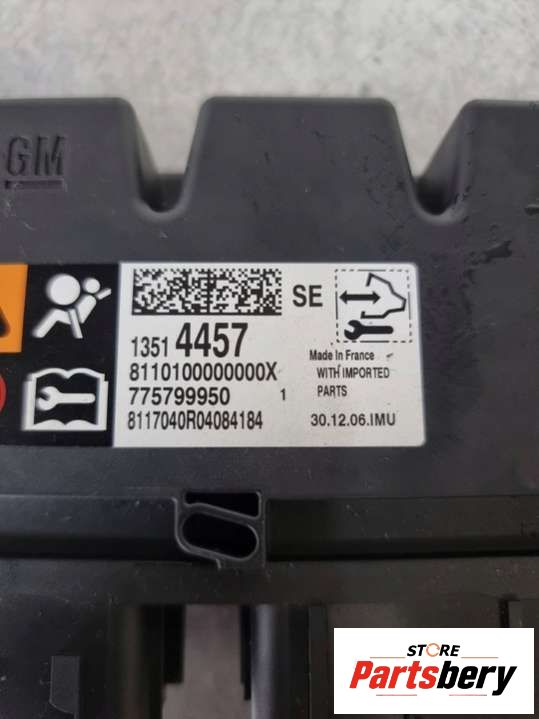 GM
SE
1351 4457
8110100000000X
775799950 1
8117040R04084184
Made In France
WITH IMPORTED
PARTS
30.12.06.IMU
STORE
Partsbery